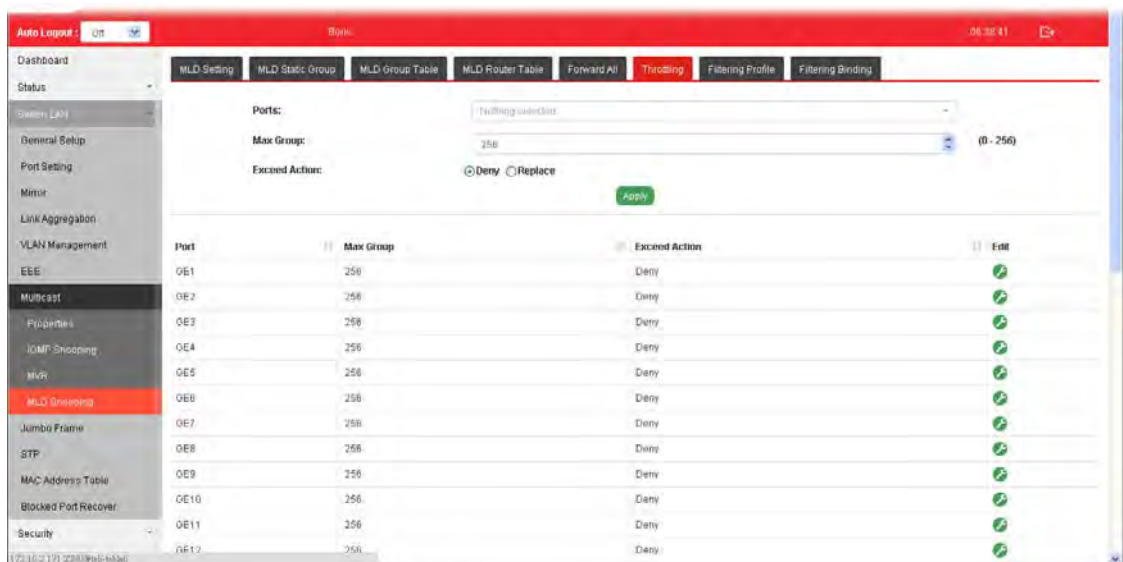 Auto Logout : Off
06:38:41
Dashboard
Status
Switch LAN
General Setup
Port Setting
Mirror
Link Aggregation
VLAN Management
EEE
Multicast
Properties
IGMP Snooping
MVR
MLD Snooping
Jumbo Frame
STP
MAC Address Table
Blocked Port Recover
Security
MLD Setting MLD Static Group MLD Group Table MLD Router Table Forward All Throttling Filtering Profile Filtering Binding
Ports: Nothing selected
Max Group: 256 (0 - 256)
Exceed Action: Deny Replace
Apply
Port Max Group Exceed Action Edit
GE1 256 Deny
GE2 256 Deny
GE3 256 Deny
GE4 256 Deny
GE5 256 Deny
GE6 256 Deny
GE7 256 Deny
GE8 256 Deny
GE9 256 Deny
GE10 256 Deny
GE11 256 Deny
GE12 256 Deny